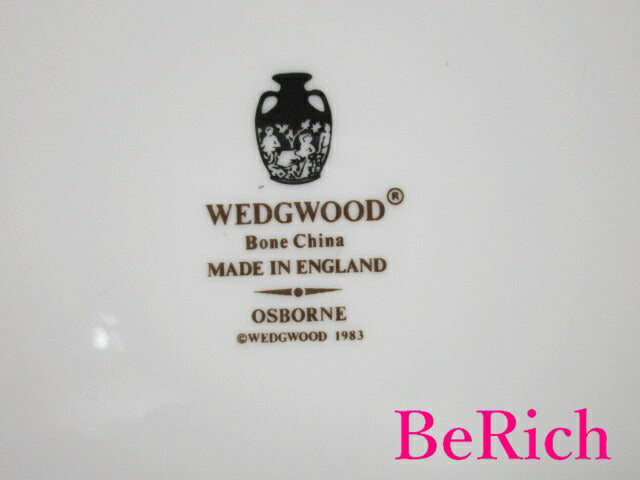 WEDGWOOD®
Bone China
MADE IN ENGLAND
OSBORNE
©WEDGWOOD 1983
BeRich